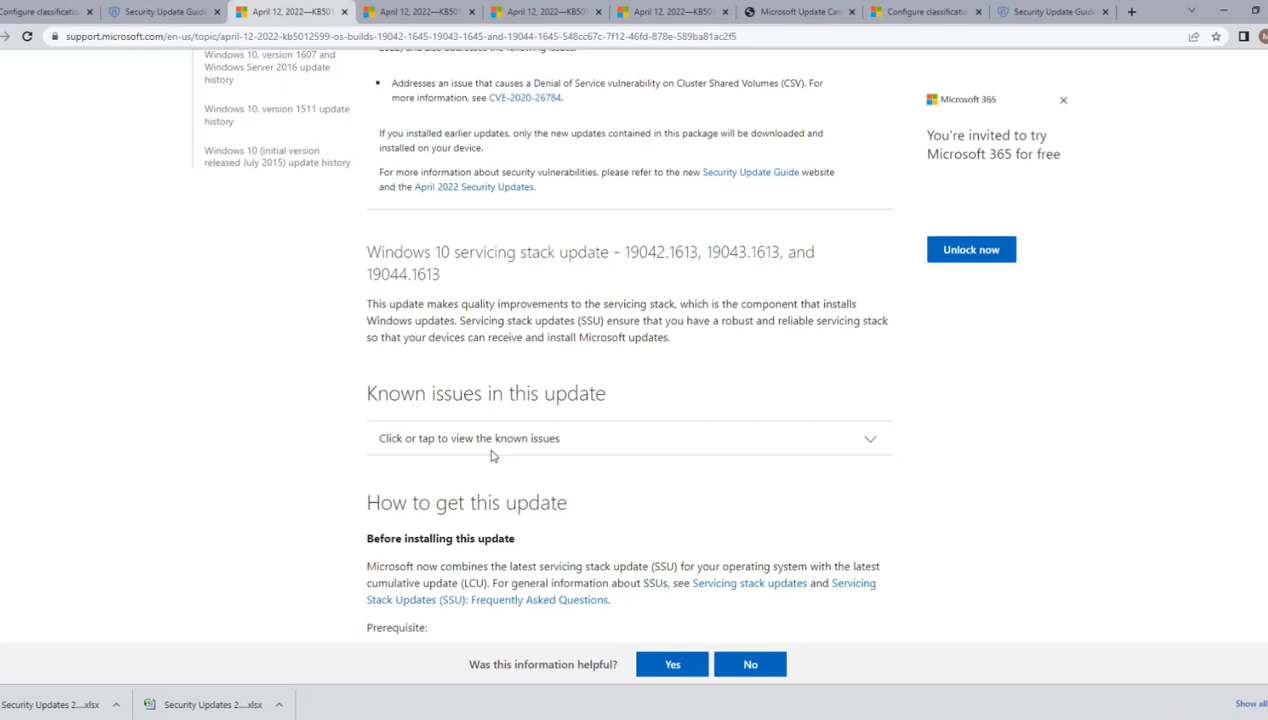 onfigure classificatio
Security Update Guid
April 12, 2022—KB501
April 12, 2022—KB501
April 12, 2022—KB501
April 12, 2022—KB501
Microsoft Update Cat
Configure classificatio
Security Update Guid
support.microsoft.com/en-us/topic/april-12-2022-kb5012599-os-builds-19042-1645-19043-1645-and-19044-1645-548cc67c-7f12-46fd-878e-589ba81ac2f5
Windows 10, version 1607 and
Windows Server 2016 update
history
Windows 10, version 1511 update
history
Windows 10 (initial version
released July 2015) update history
Addresses an issue that causes a Denial of Service vulnerability on Cluster Shared Volumes (CSV). For
more information, see CVE-2020-26784.
If you installed earlier updates, only the new updates contained in this package will be downloaded and
installed on your device.
For more information about security vulnerabilities, please refer to the new Security Update Guide website
and the April 2022 Security Updates.
Windows 10 servicing stack update - 19042.1613, 19043.1613, and
19044.1613
This update makes quality improvements to the servicing stack, which is the component that installs
Windows updates. Servicing stack updates (SSU) ensure that you have a robust and reliable servicing stack
so that your devices can receive and install Microsoft updates.
Known issues in this update
Click or tap to view the known issues
How to get this update
Before installing this update
Microsoft now combines the latest servicing stack update (SSU) for your operating system with the latest
cumulative update (LCU). For general information about SSUs, see Servicing stack updates and Servicing
Stack Updates (SSU): Frequently Asked Questions.
Prerequisite:
Microsoft 365
You're invited to try
Microsoft 365 for free
Unlock now
Was this information helpful?
Yes
No
Security Updates 2....xlsx
Security Updates 2....xlsx
Show all